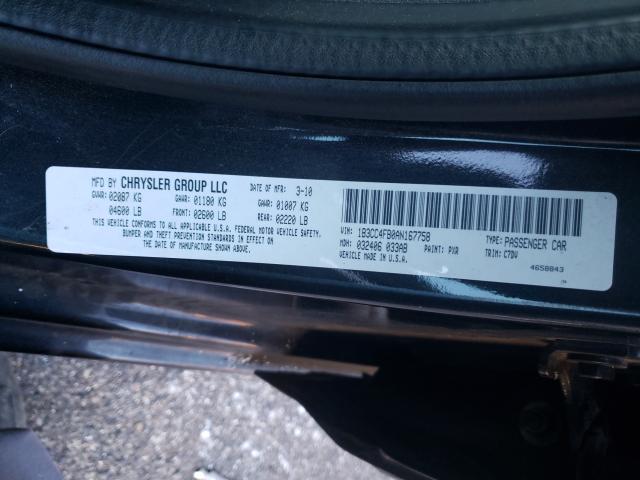 MFD BY CHRYSLER GROUP LLC DATE OF MFR: 3-10
GVWR: 02087 KG GAWR: 01180 KG GAWR: 01007 KG
04600 LB FRONT: 02600 LB REAR: 02220 LB
THIS VEHICLE CONFORMS TO ALL APPLICABLE
FEDERAL MOTOR VEHICLE SAFETY,
BUMPER, AND THEFT PREVENTION STANDARDS IN EFFECT ON
THE DATE OF MANUFACTURE SHOWN ABOVE.
VIN: 1B3CC4FB0AN167758 TYPE: PASSENGER CAR
MDH: 032406 033AB PAINT: PXR TRIM: C7DV
VEHICLE MADE IN U.S.A.
4658843